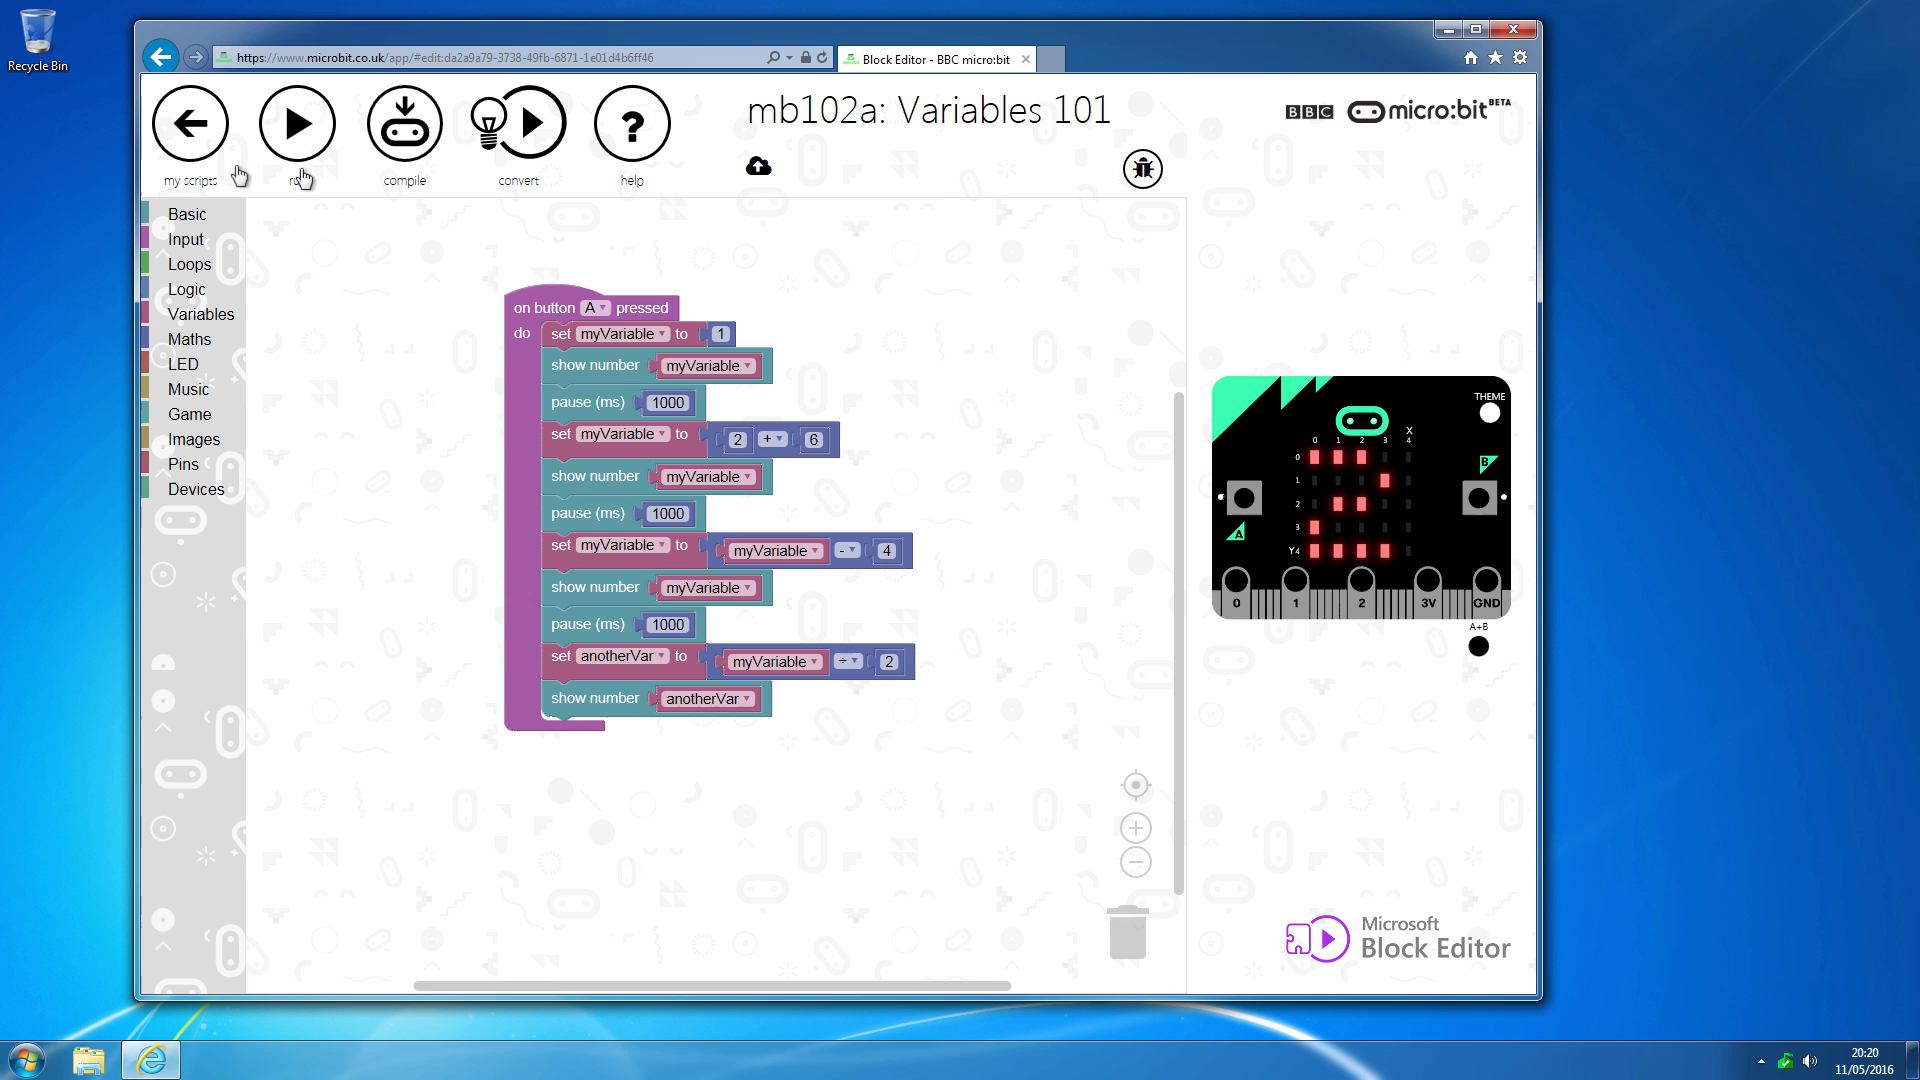 Recycle Bin
https://www.microbit.co.uk/app/#edit:da2a9a79-3738-49fb-6871-1e01d4b6ff46
Block Editor - BBC micro:bit
my scripts
compile
convert
? 
help
mb102a: Variables 101
BBC micro:bit BETA
Basic
Input
Loops
Logic
Variables
Maths
LED
Music
Game
Images
Pins
Devices
on button A pressed
do set myVariable to 1
show number myVariable
pause (ms) 1000
set myVariable to 2 + 6
show number myVariable
pause (ms) 1000
set myVariable to myVariable - 4
show number myVariable
pause (ms) 1000
set anotherVar to myVariable ÷ 2
show number anotherVar
THEME
X
0 1 2 3 4
0
1
2
3
Y4
B
A
0 1 2 3V GND
A+B
Microsoft
Block Editor
20:20
11/05/2016